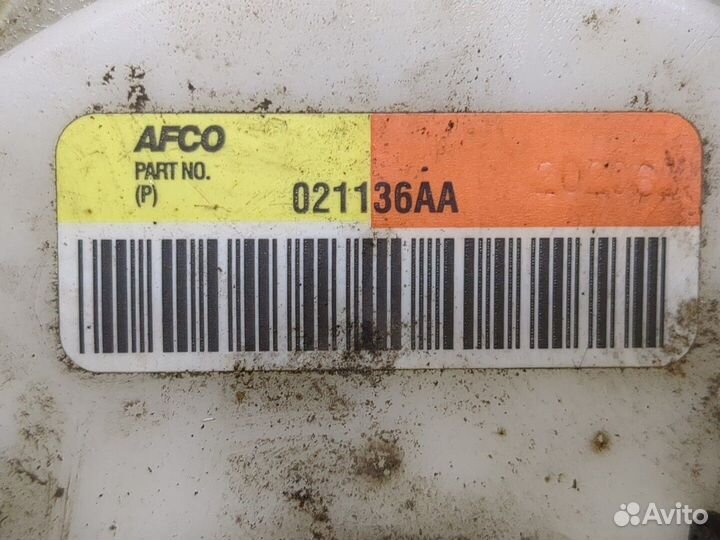 AFCO
PART NO.
(P)
021136AA
Avito